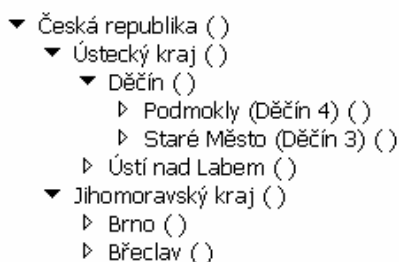 Česká republika ()
Ústecký kraj ()
Děčín ()
Podmokly (Děčín 4) ()
Staré Město (Děčín 3) ()
Ústí nad Labem ()
Jihomoravský kraj ()
Brno ()
Břeclav ()